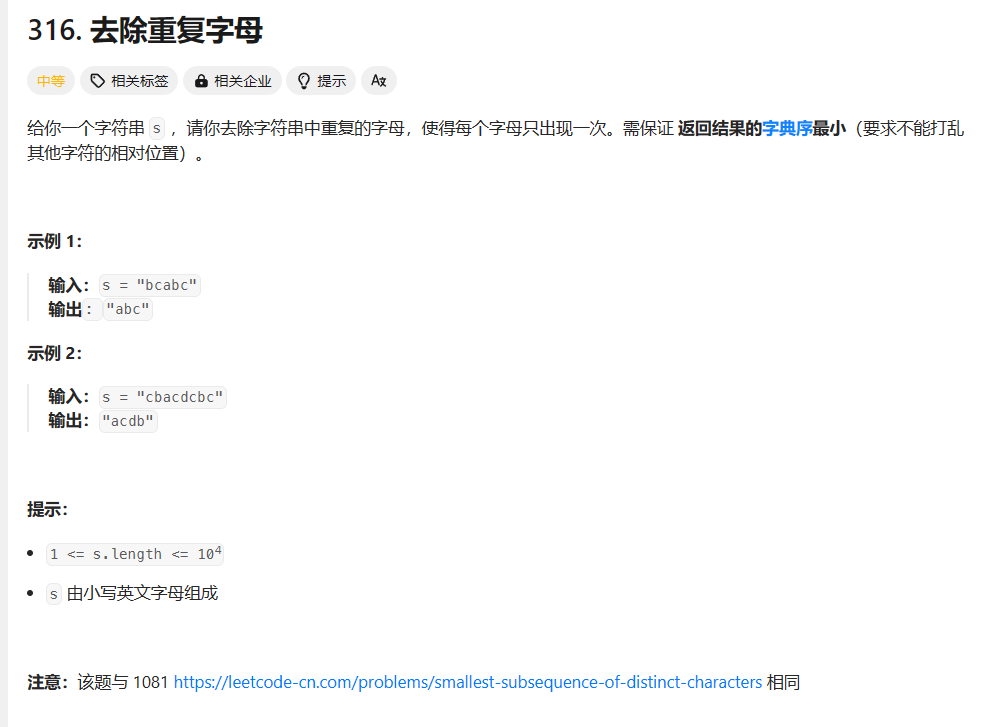 316. 去除重复字母
中等 相关标签 相关企业 提示 Ax
给你一个字符串 s ，请你去除字符串中重复的字母，使得每个字母只出现一次。需保证 返回结果的字典序最小（要求不能打乱
其他字符的相对位置）。
示例 1：
输入：s = "bcabc"
输出："abc"
示例 2：
输入：s = "cbacdcbc"
输出："acdb"
提示：
1 <= s.length <= 10⁴
s 由小写英文字母组成
注意：该题与 1081 https://leetcode-cn.com/problems/smallest-subsequence-of-distinct-characters 相同